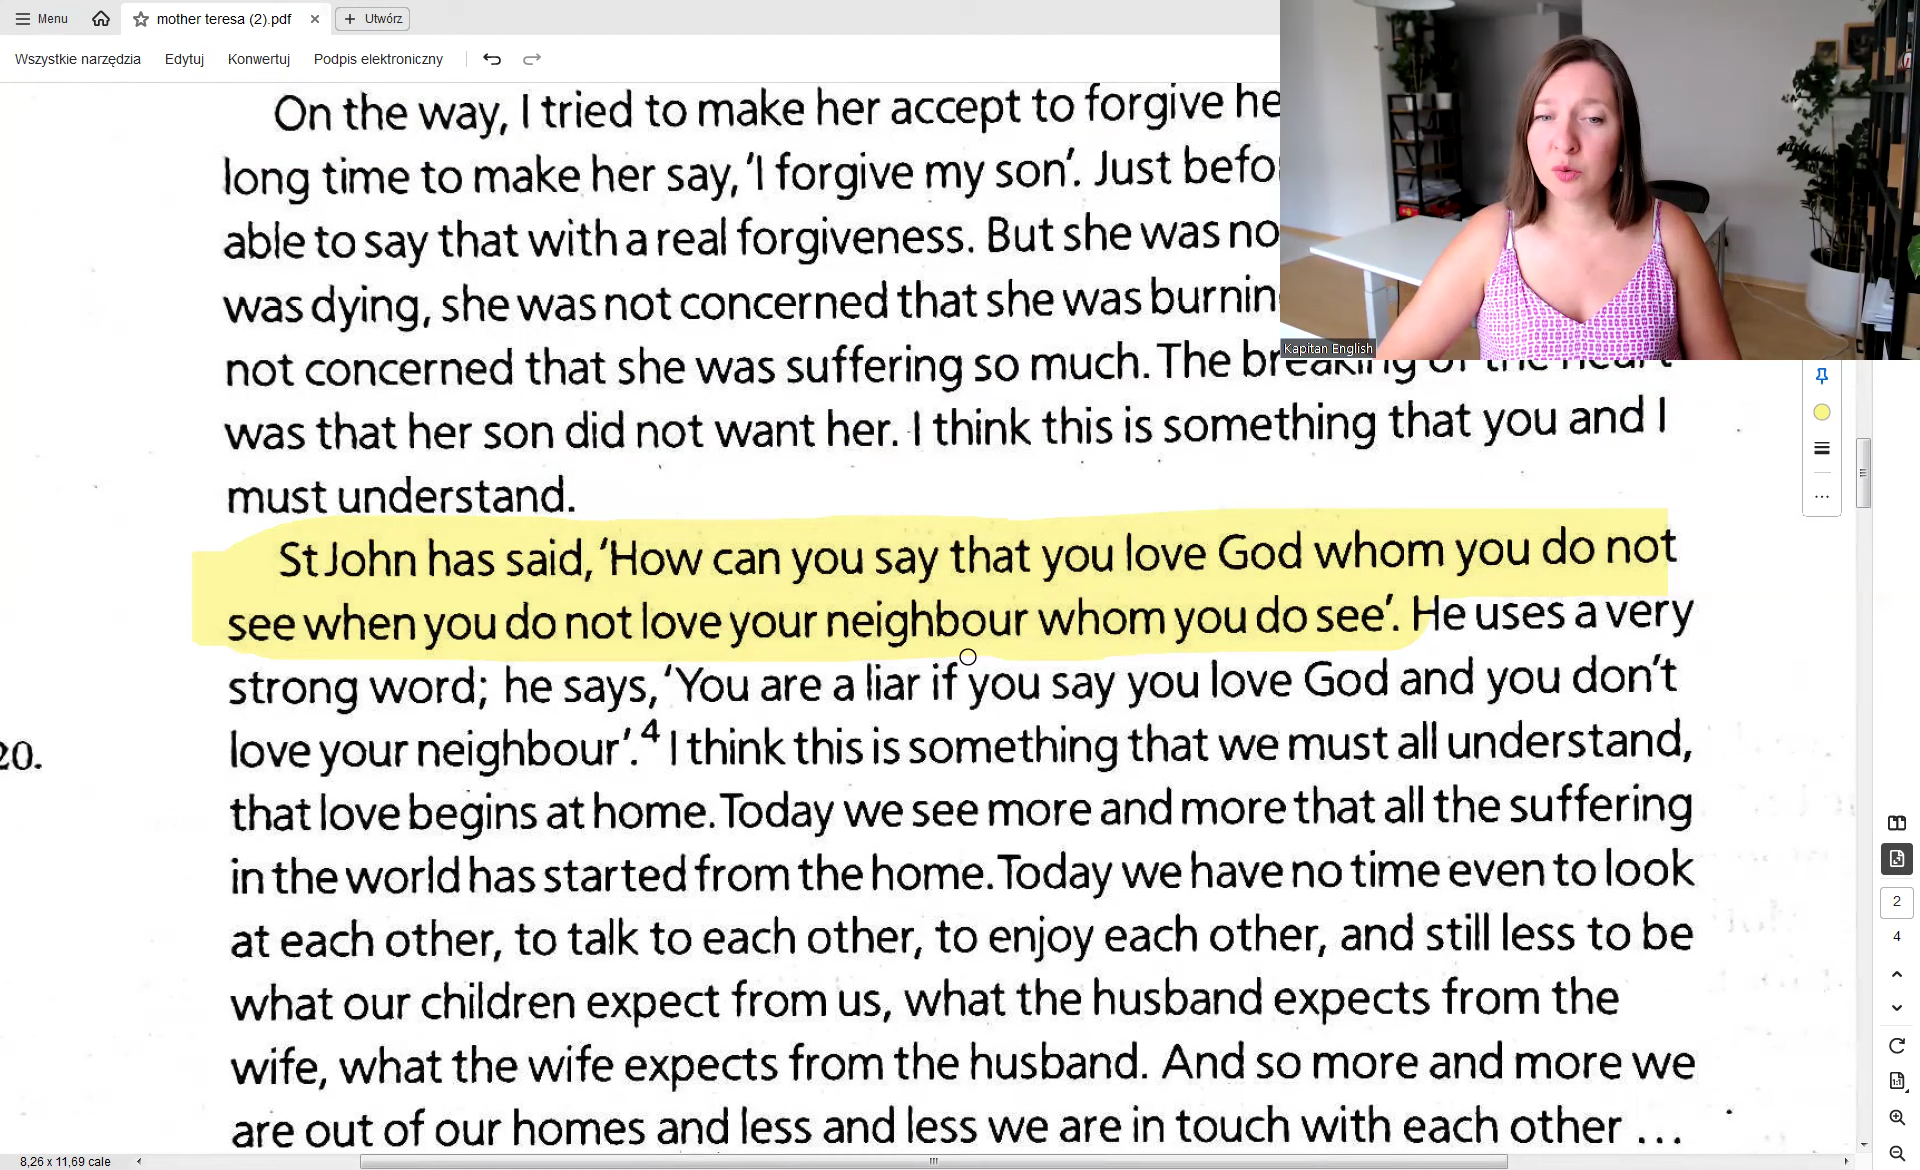 Menu
mother teresa (2).pdf
Utwórz
Wszystkie narzędzia Edytuj Konwertuj Podpis elektroniczny
On the way, I tried to make her accept to forgive he
long time to make her say, 'I forgive my son'. Just befo
able to say that with a real forgiveness. But she was no
was dying, she was not concerned that she was burnin
Kapitan English
not concerned that she was suffering so much. The breaking of the heart
was that her son did not want her. I think this is something that you and I
must understand.
St John has said, 'How can you say that you love God whom you do not
see when you do not love your neighbour whom you do see'. He uses a very
strong word; he says, 'You are a liar if you say you love God and you don't
20.
love your neighbour'.4 I think this is something that we must all understand,
that love begins at home. Today we see more and more that all the suffering
in the world has started from the home. Today we have no time even to look
at each other, to talk to each other, to enjoy each other, and still less to be
what our children expect from us, what the husband expects from the
wife, what the wife expects from the husband. And so more and more we
are out of our homes and less and less we are in touch with each other ...
2
4
8,26 x 11,69 cale